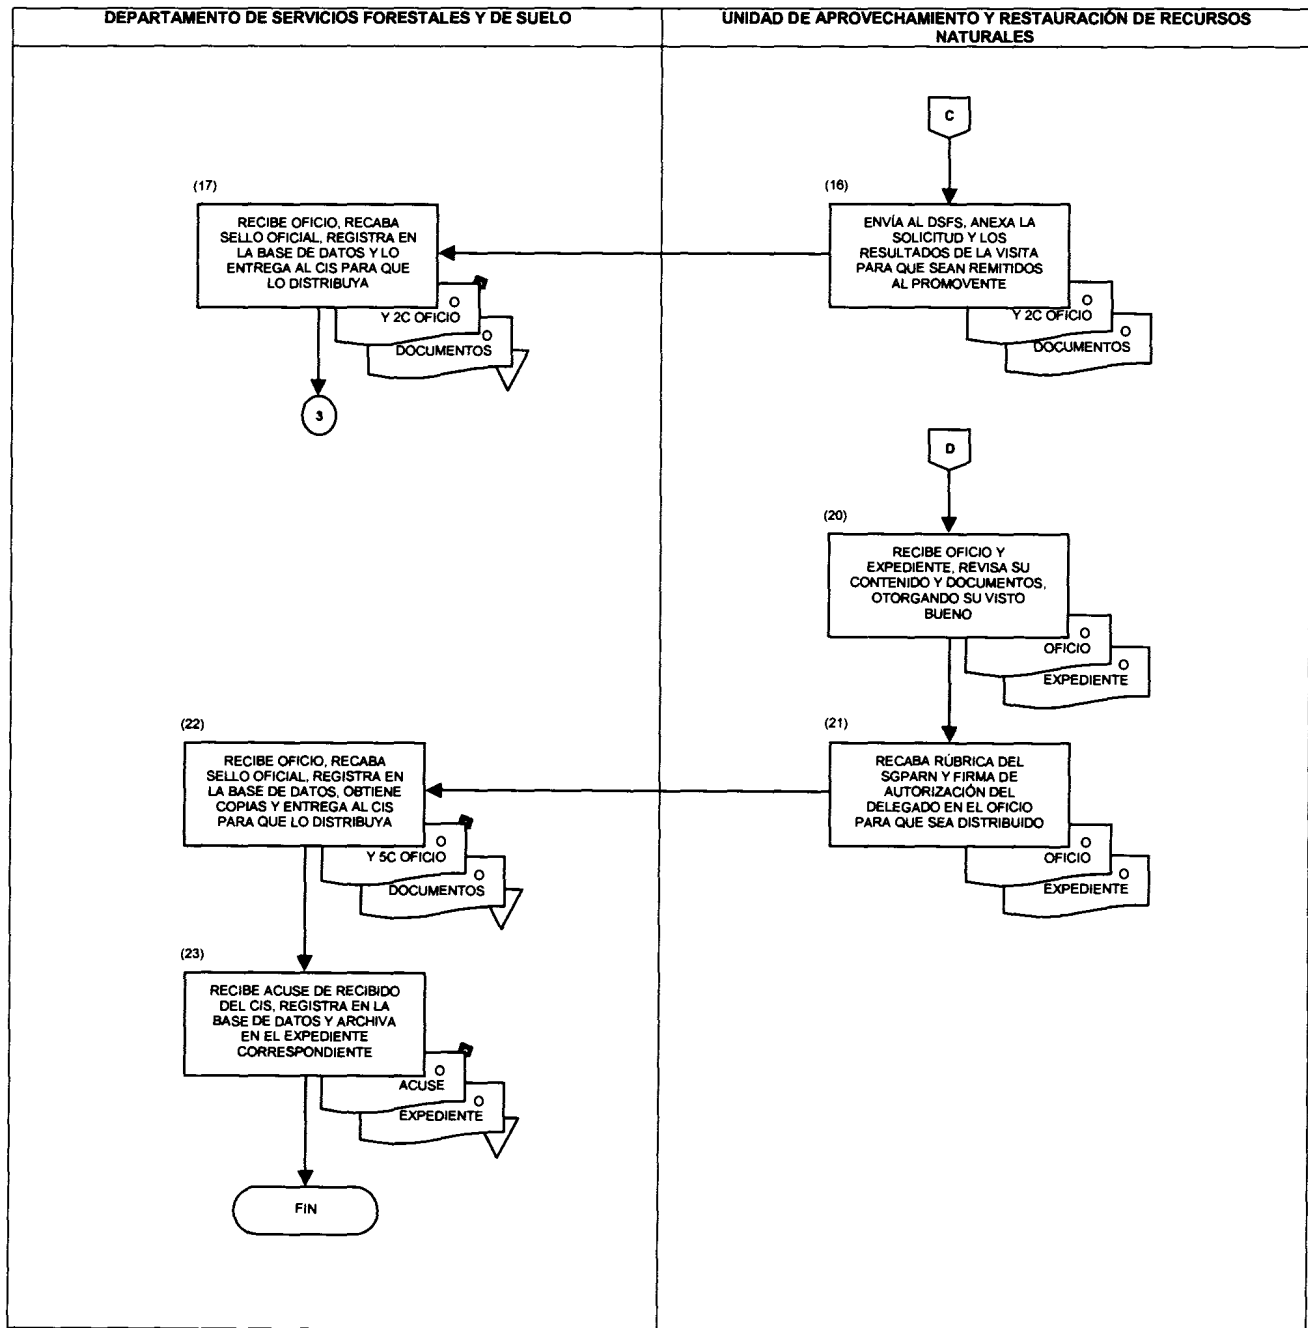 DEPARTAMENTO DE SERVICIOS FORESTALES Y DE SUELO
UNIDAD DE APROVECHAMIENTO Y RESTAURACIÓN DE RECURSOS
NATURALES
C
(16)
ENVÍA AL DSFS, ANEXA LA
SOLICITUD Y LOS
RESULTADOS DE LA VISITA
PARA QUE SEAN REMITIDOS
AL PROMOVENTE
O
Y 2C OFICIO
O
DOCUMENTOS
(17)
RECIBE OFICIO, RECABA
SELLO OFICIAL, REGISTRA EN
LA BASE DE DATOS Y LO
ENTREGA AL CIS PARA QUE
LO DISTRIBUYA
O
Y 2C OFICIO
O
DOCUMENTOS
3
D
(20)
RECIBE OFICIO Y
EXPEDIENTE, REVISA SU
CONTENIDO Y DOCUMENTOS,
OTORGANDO SU VISTO
BUENO
O
OFICIO
O
EXPEDIENTE
(21)
RECABA RÚBRICA DEL
SGPARN Y FIRMA DE
AUTORIZACIÓN DEL
DELEGADO EN EL OFICIO
PARA QUE SEA DISTRIBUIDO
O
OFICIO
O
EXPEDIENTE
(22)
RECIBE OFICIO, RECABA
SELLO OFICIAL, REGISTRA EN
LA BASE DE DATOS, OBTIENE
COPIAS Y ENTREGA AL CIS
PARA QUE LO DISTRIBUYA
O
Y 5C OFICIO
O
DOCUMENTOS
(23)
RECIBE ACUSE DE RECIBIDO
DEL CIS, REGISTRA EN LA
BASE DE DATOS Y ARCHIVA
EN EL EXPEDIENTE
CORRESPONDIENTE
O
ACUSE
O
EXPEDIENTE
FIN